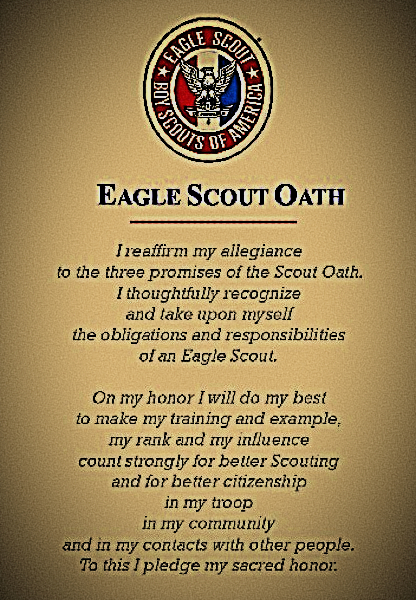 EAGLE SCOUT
BOY SCOUTS OF AMERICA
EAGLE SCOUT OATH
I reaffirm my allegiance
to the three promises of the Scout Oath.
I thoughtfully recognize
and take upon myself
the obligations and responsibilities
of an Eagle Scout.
On my honor I will do my best
to make my training and example,
my rank and my influence
count strongly for better Scouting
and for better citizenship
in my troop
in my community
and in my contacts with other people.
To this I pledge my sacred honor.